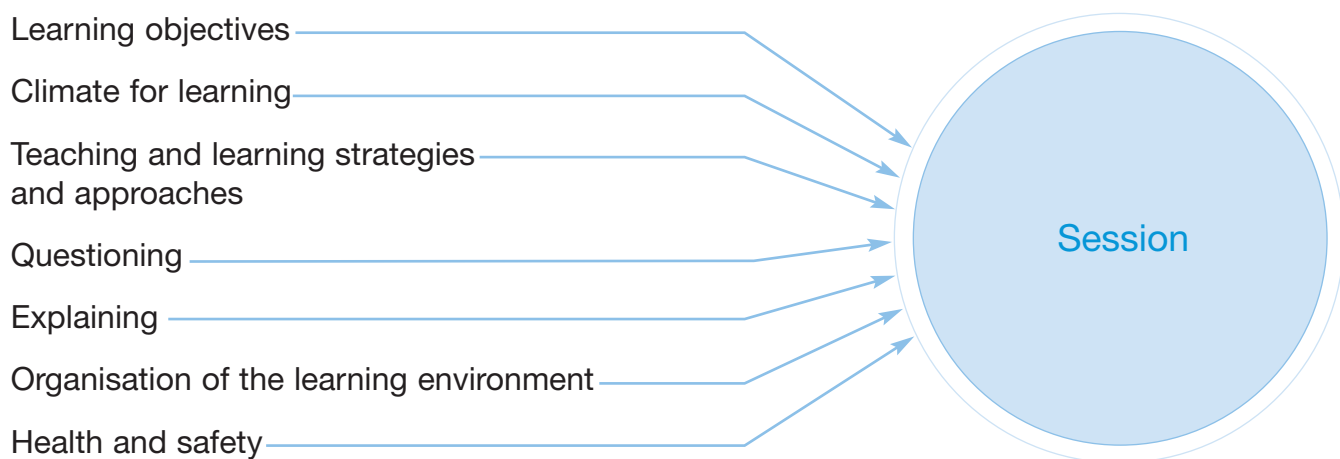 Learning objectives
Climate for learning
Teaching and learning strategies
and approaches
Questioning
Explaining
Organisation of the learning environment
Health and safety
Session